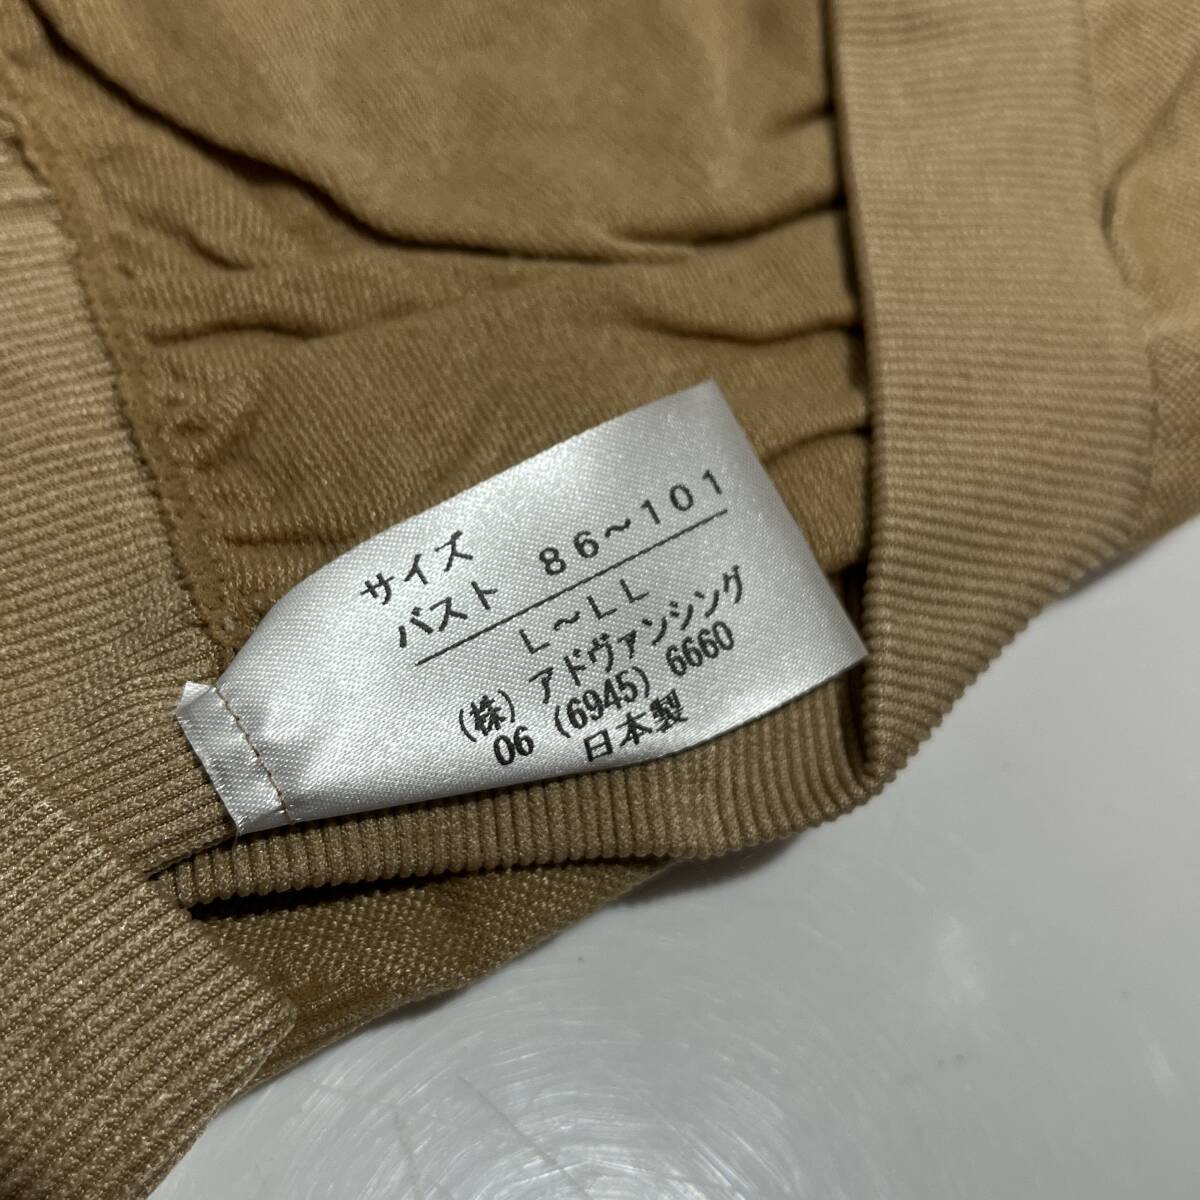 サイズ
バスト 86~101
L~LL
(株) アドヴァンシング
06 (6945) 6660
日本製